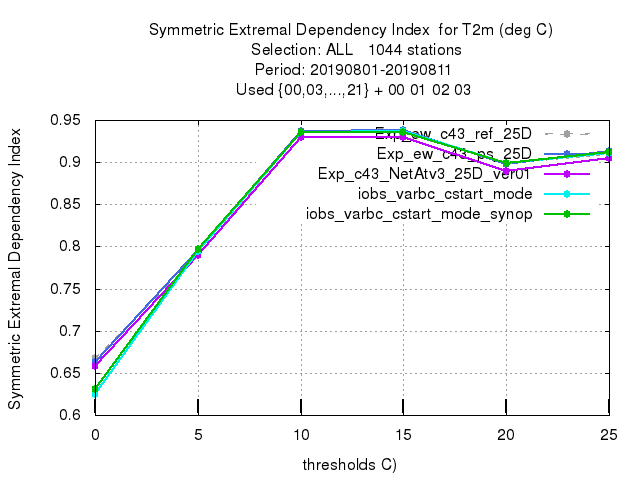 Symmetric Extremal Dependency Index  for T2m (deg C)
Selection: ALL   1044 stations
Period: 20190801-20190811
Used {00,03,...,21} + 00 01 02 03
Symmetric Extremal Dependency Index
0.95
0.9
0.85
0.8
0.75
0.7
0.65
0.6
Exp_ew_c43_ref_25D
Exp_ew_c43_ps_25D
Exp_c43_NetAtv3_25D_ver01
iobs_varbc_cstart_mode
iobs_varbc_cstart_mode_synop
0 5 10 15 20 25
thresholds C)